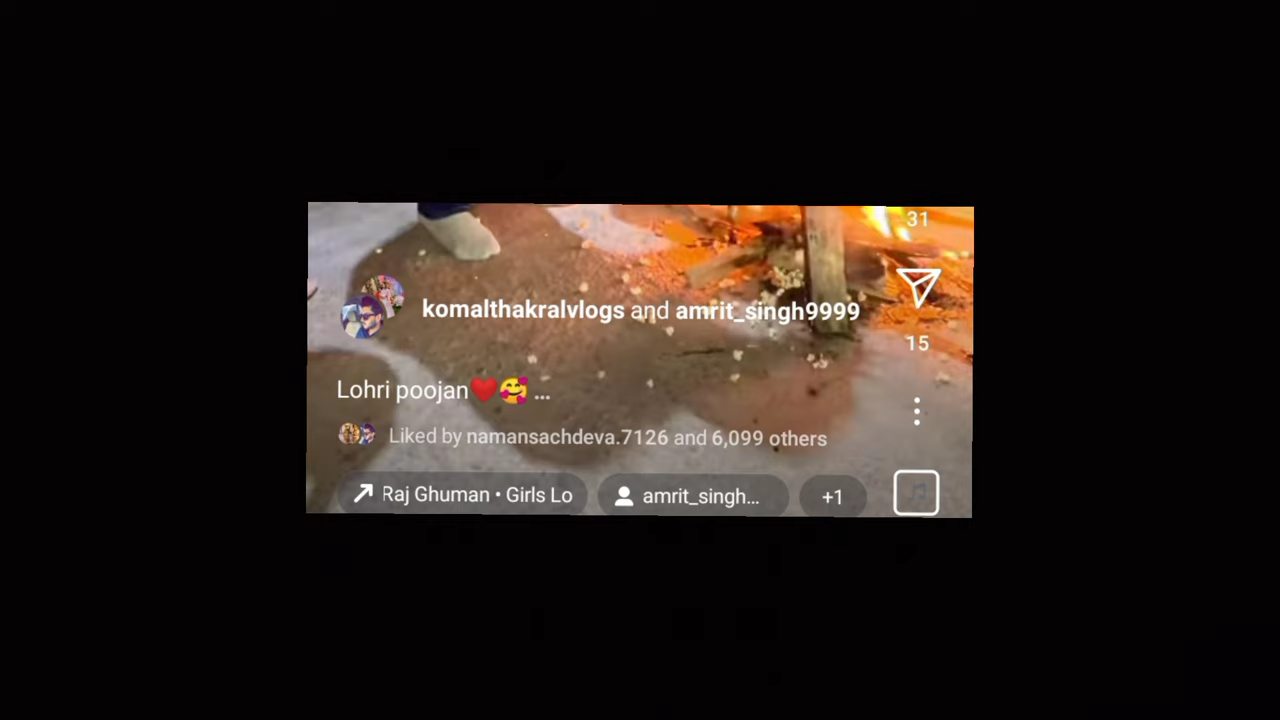 31
komalthakralvlogs and amrit_singh9999
15
Lohri poojan❤️🥰 ...
Liked by namansachdeva.7126 and 6,099 others
Raj Ghuman • Girls Lo
amrit_singh...
+1